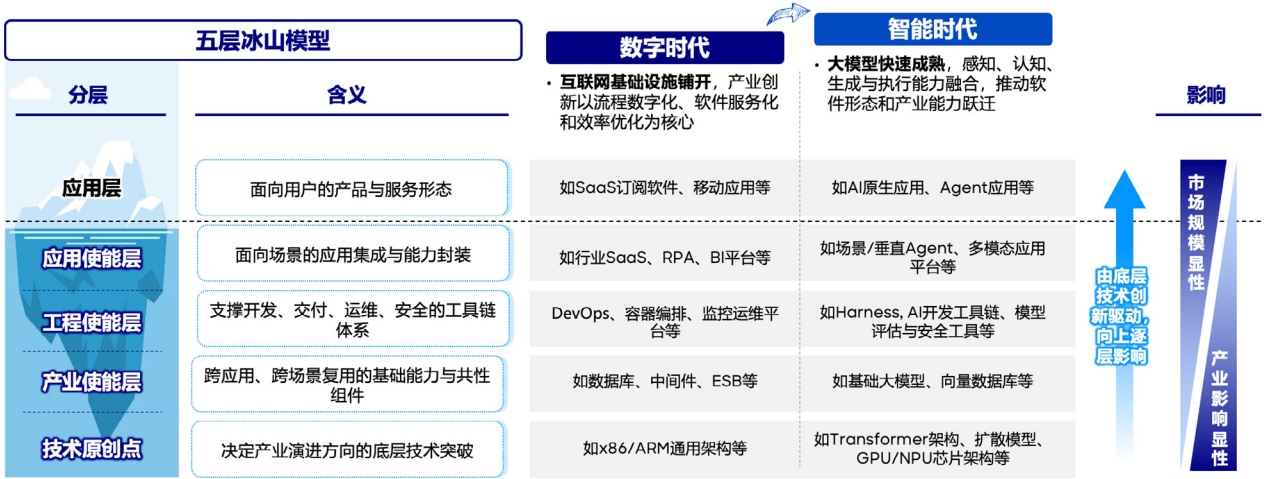 五层冰山模型
数字时代
智能时代
分层
含义
• 互联网基础设施铺开，产业创
新以流程数字化、软件服务化
和效率优化为核心
• 大模型快速成熟，感知、认知、
生成与执行能力融合，推动软
件形态和产业能力跃迁
影响
应用层
面向用户的产品与服务形态
如SaaS订阅软件、移动应用等
如AI原生应用、Agent应用等
应用使能层
面向场景的应用集成与能力封装
如行业SaaS、RPA、BI平台等
如场景/垂直Agent、多模态应用
平台等
工程使能层
支撑开发、交付、运维、安全的工具链
体系
DevOps、容器编排、监控运维平
台等
如Harness, AI开发工具链、模型
评估与安全工具等
产业使能层
跨应用、跨场景复用的基础能力与共性
组件
如数据库、中间件、ESB等
如基础大模型、向量数据库等
技术原创点
决定产业演进方向的底层技术突破
如x86/ARM通用架构等
如Transformer架构、扩散模型、
GPU/NPU芯片架构等
由底层
技术创
新驱动，
向上逐
层影响
市场规模显性
产业影响显性